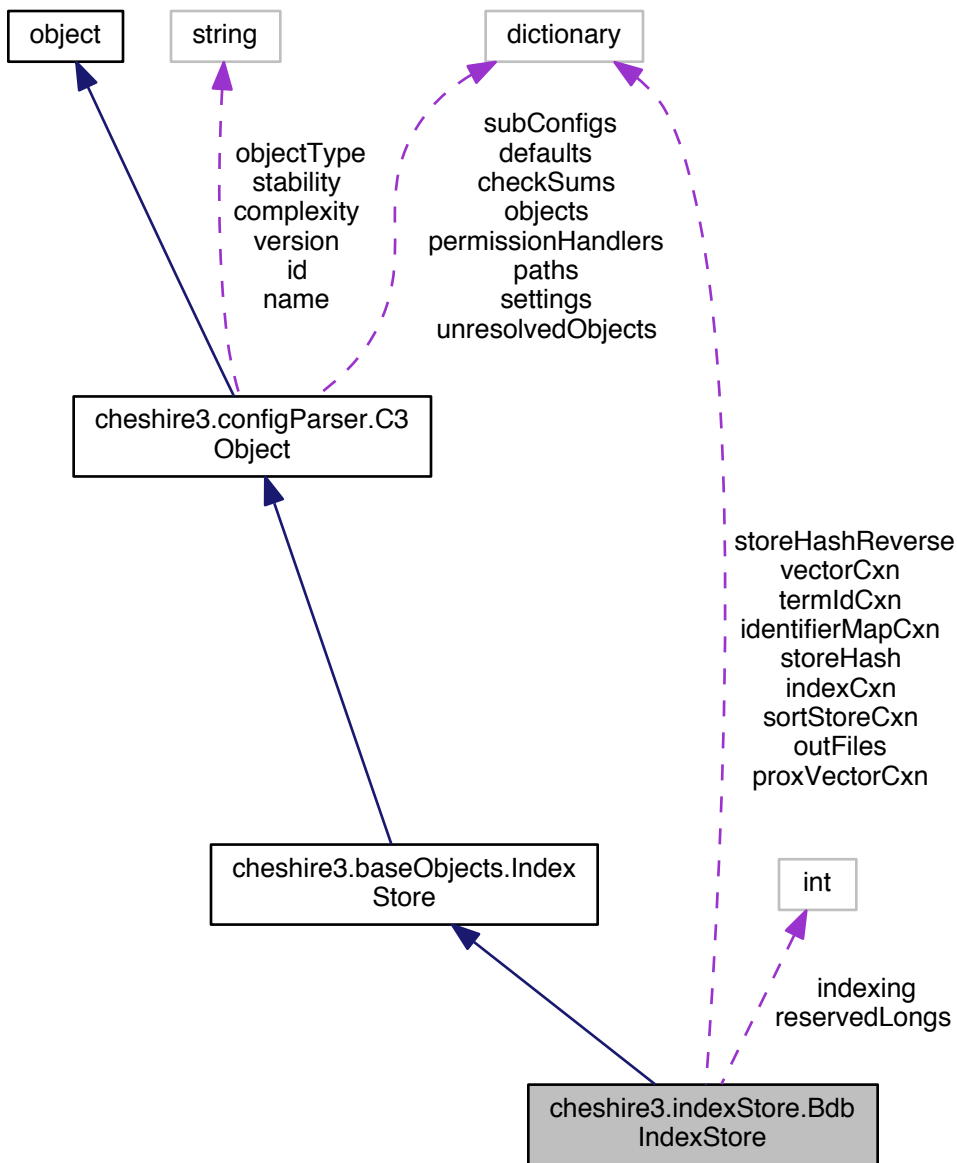 object
string
dictionary
objectType
stability
complexity
version
id
name
subConfigs
defaults
checkSums
objects
permissionHandlers
paths
settings
unresolvedObjects
cheshire3.configParser.C3
Object
storeHashReverse
vectorCxn
termIdCxn
identifierMapCxn
storeHash
indexCxn
sortStoreCxn
outFiles
proxVectorCxn
cheshire3.baseObjects.Index
Store
int
indexing
reservedLongs
cheshire3.indexStore.Bdb
IndexStore